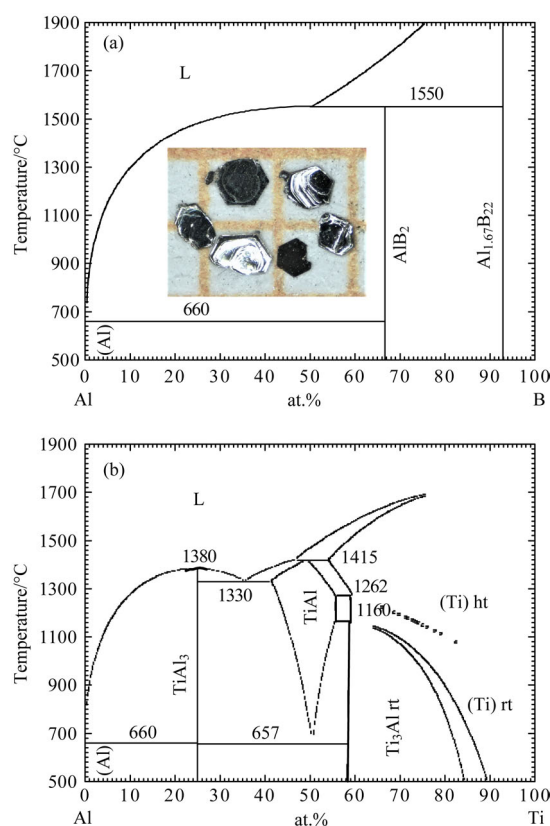 (a)
1900
1700
1500
1300
1100
900
700
500
Temperature/°C
L
1550
660
(Al)
AlB2
Al1.67B22
0 10 20 30 40 50 60 70 80 90 100
Al at.% B
(b)
1900
1700
1500
1300
1100
900
700
500
Temperature/°C
L
1380
1330
1415
1262
1160
TiAl
TiAl3
(Ti) ht
(Ti) rt
Ti3Al rt
660
657
(Al)
0 10 20 30 40 50 60 70 80 90 100
Al at.% Ti